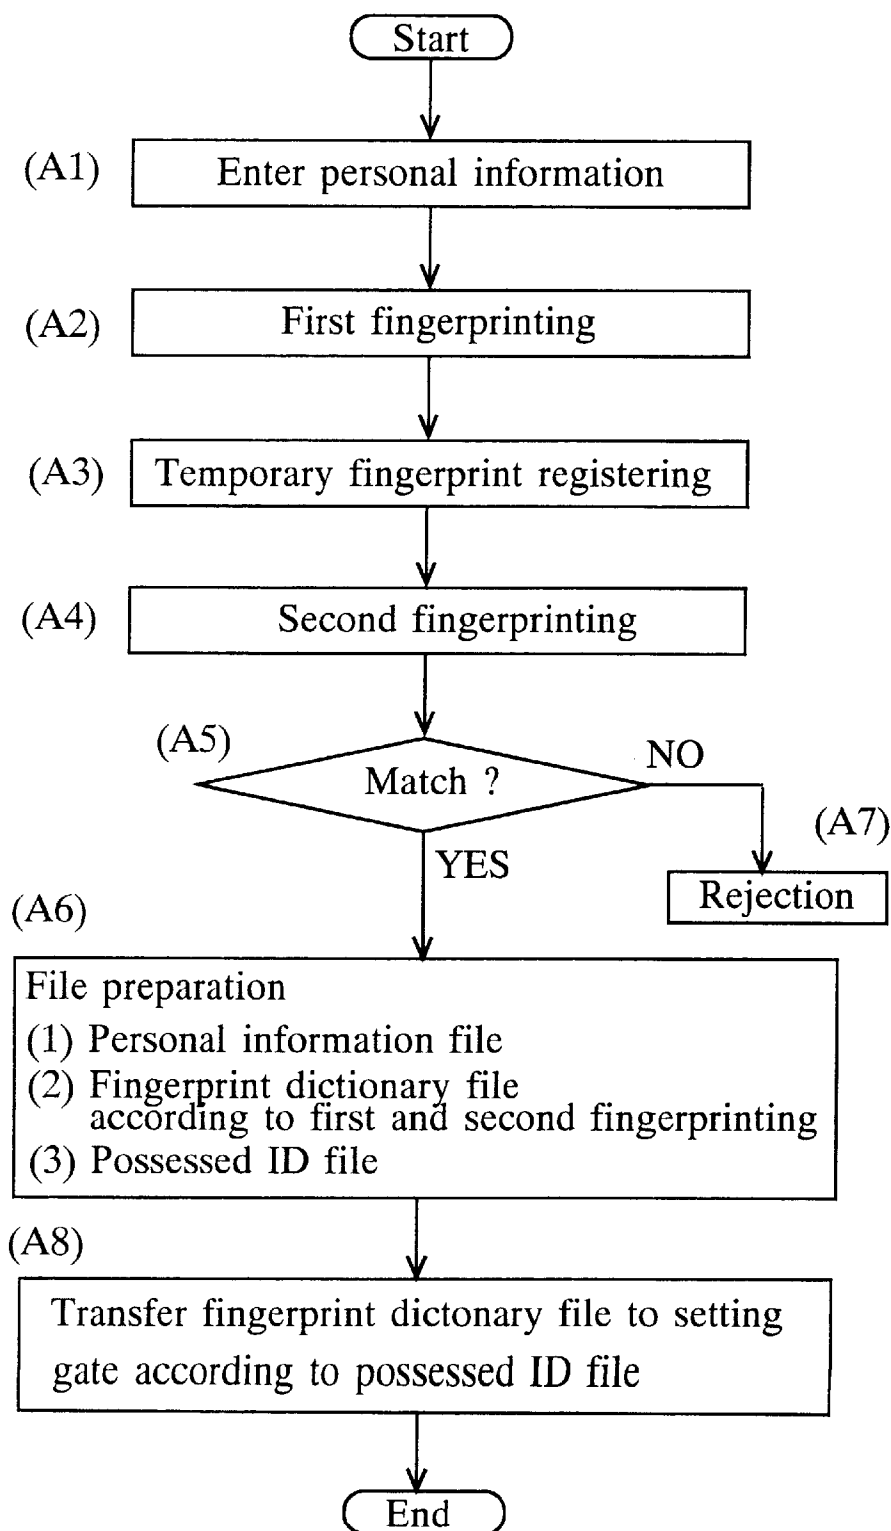 Start
(A1)
Enter personal information
(A2)
First fingerprinting
(A3)
Temporary fingerprint registering
(A4)
Second fingerprinting
(A5)
Match ?
NO
(A7)
YES
Rejection
(A6)
File preparation
(1) Personal information file
(2) Fingerprint dictionary file
according to first and second fingerprinting
(3) Possessed ID file
(A8)
Transfer fingerprint dictonary file to setting
gate according to possessed ID file
End